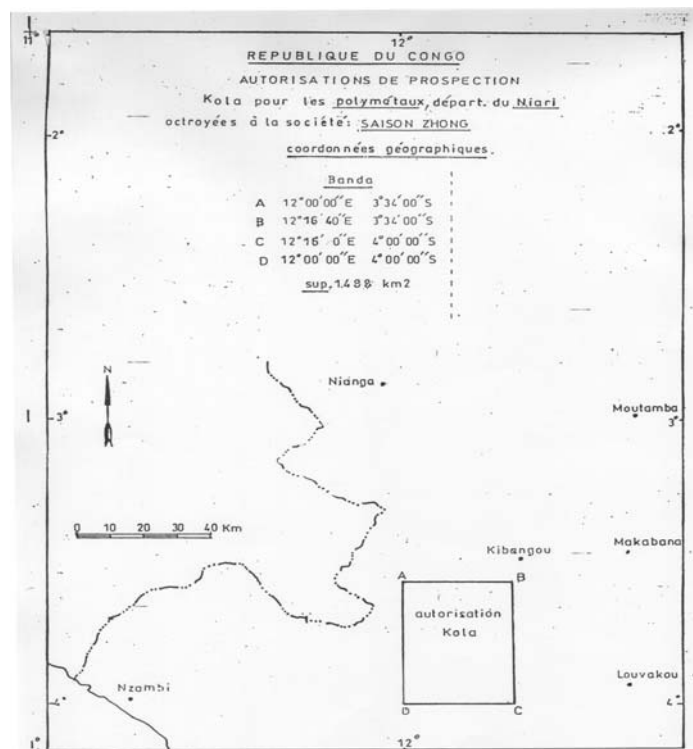 11°
12°
REPUBLIQUE DU CONGO
AUTORISATIONS DE PROSPECTION
Kola pour les polymétaux, départ. du Niari
octroyées à la société: SAISON ZHONG
coordonnées géographiques.
2°
2°
Banda
A 12°00'00"E 3°34'00"S
B 12°16'40"E 3°34'00"S
C 12°16' 0"E 4°00'00"S
D 12°00'00"E 4°00'00"S
sup. 1.488 km2
N
Nianga
3°
Moutamba
3°
0 10 20 30 40 Km
Kibangou
Makabana
A
B
autorisation
Kola
Nzambi
Louvakou
4°
D
C
4°
12°